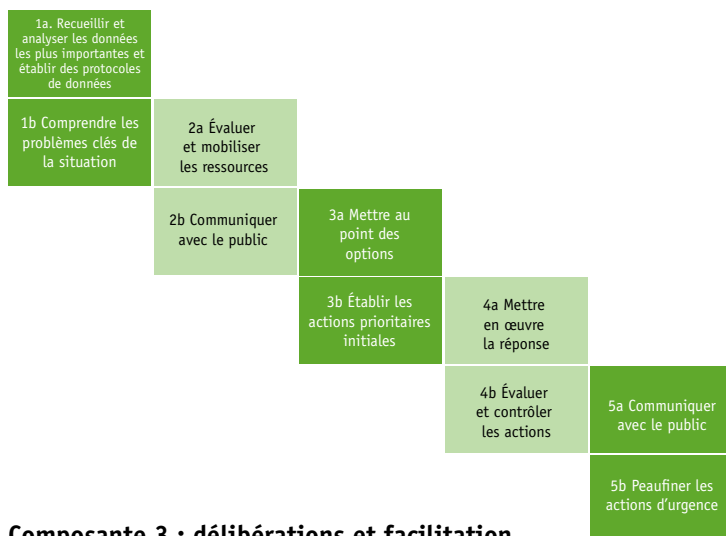 1a. Recueillir et
analyser les données
les plus importantes et
établir des protocoles
de données
1b Comprendre les
problèmes clés de
la situation
2a Évaluer
et mobiliser
les ressources
2b Communiquer
avec le public
3a Mettre au
point des
options
3b Établir les
actions prioritaires
initiales
4a Mettre
en œuvre
la réponse
4b Évaluer
et contrôler
les actions
5a Communiquer
avec le public
5b Peaufiner les
actions d'urgence
Composante 3 : délibérations et facilitation